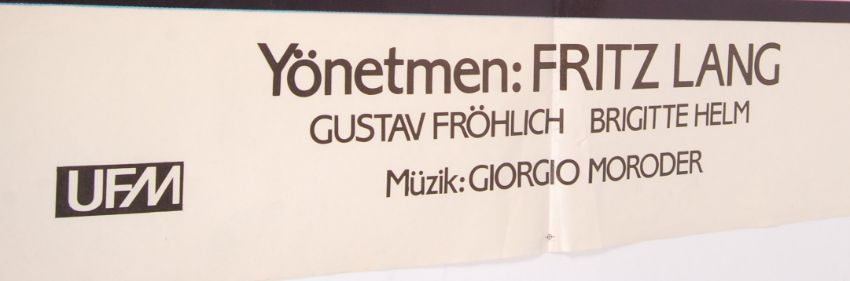 Yönetmen: FRITZ LANG
GUSTAV FRÖHLICH BRIGITTE HELM
Müzik: GIORGIO MORODER
UFM